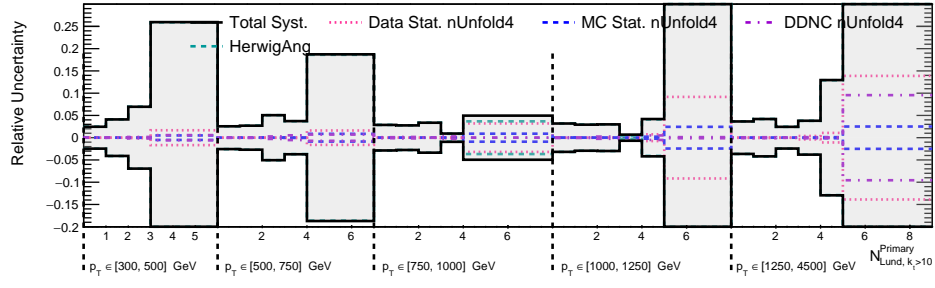 Total Syst. Data Stat. nUnfold4 MC Stat. nUnfold4 DDNC nUnfold4
HerwigAng
Relative Uncertainty
0.25
0.2
0.15
0.1
0.05
0
−0.05
−0.1
−0.15
−0.2
1 2 3 4 5 2 4 6 2 4 6 2 4 6 2 4 6 8
p_T ∈ [300, 500] GeV p_T ∈ [500, 750] GeV p_T ∈ [750, 1000] GeV p_T ∈ [1000, 1250] GeV p_T ∈ [1250, 4500] GeV
N^Primary_Lund, k_t>10